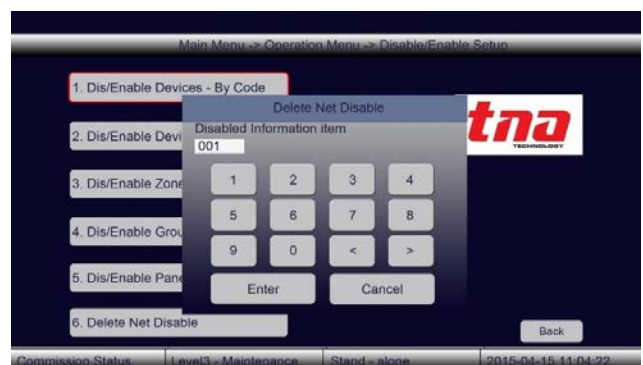 Main Menu -> Operation Menu -> Disable/Enable Setup
1. Dis/Enable Devices - By Code
Delete Net Disable
Disabled Information item
001
2. Dis/Enable Devi
tna
TECHNOLOGY
3. Dis/Enable Zone
1 2 3 4
5 6 7 8
4. Dis/Enable Grou
9 0 < >
5. Dis/Enable Pane
Enter Cancel
6. Delete Net Disable
Back
Commission Status Level3 - Maintenance Stand - alone 2015-04-15 11:04:22